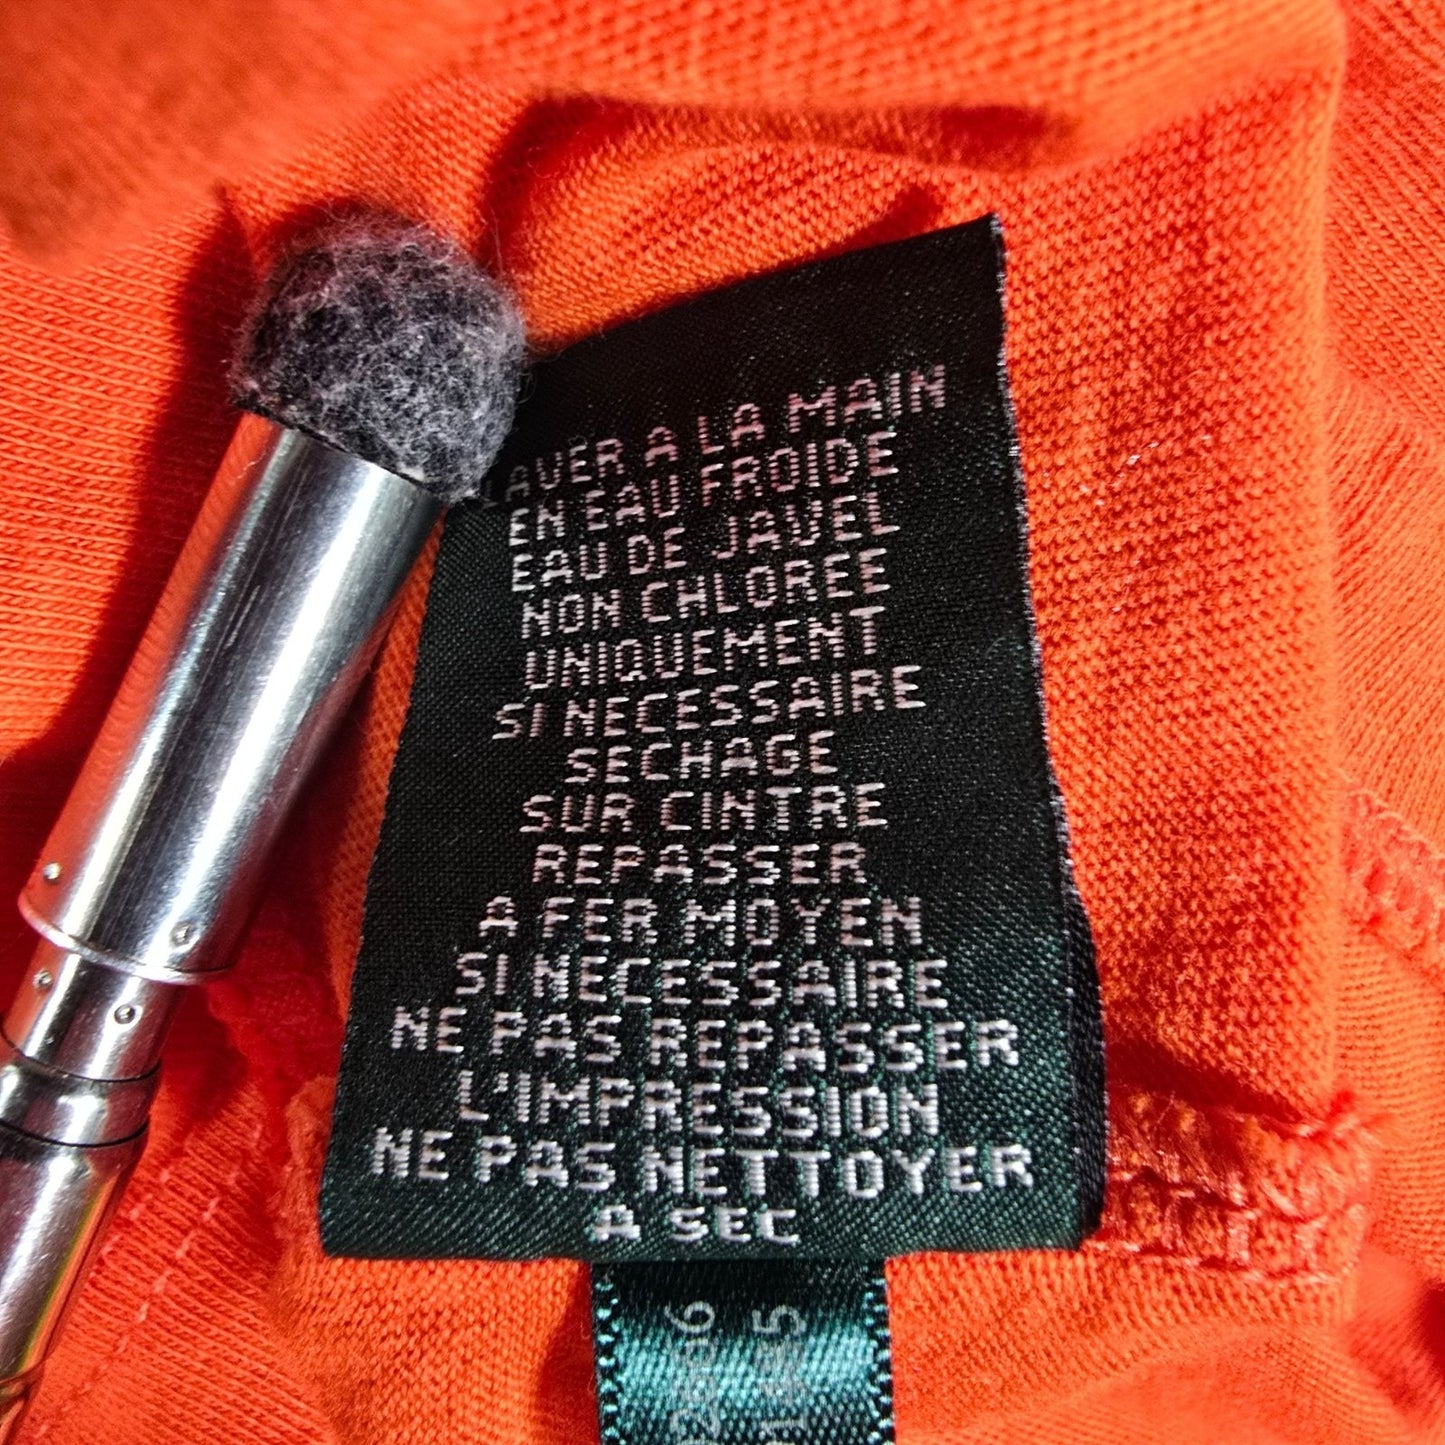 AVER A LA MAIN
EN EAU FROIDE
EAU DE JAVEL
NON CHLOREE
UNIQUEMENT
SI NECESSAIRE
SECHAGE
SUR CINTRE
REPASSER
A FER MOYEN
SI NECESSAIRE
NE PAS REPASSER
L'IMPRESSION
NE PAS NETTOYER
A SEC